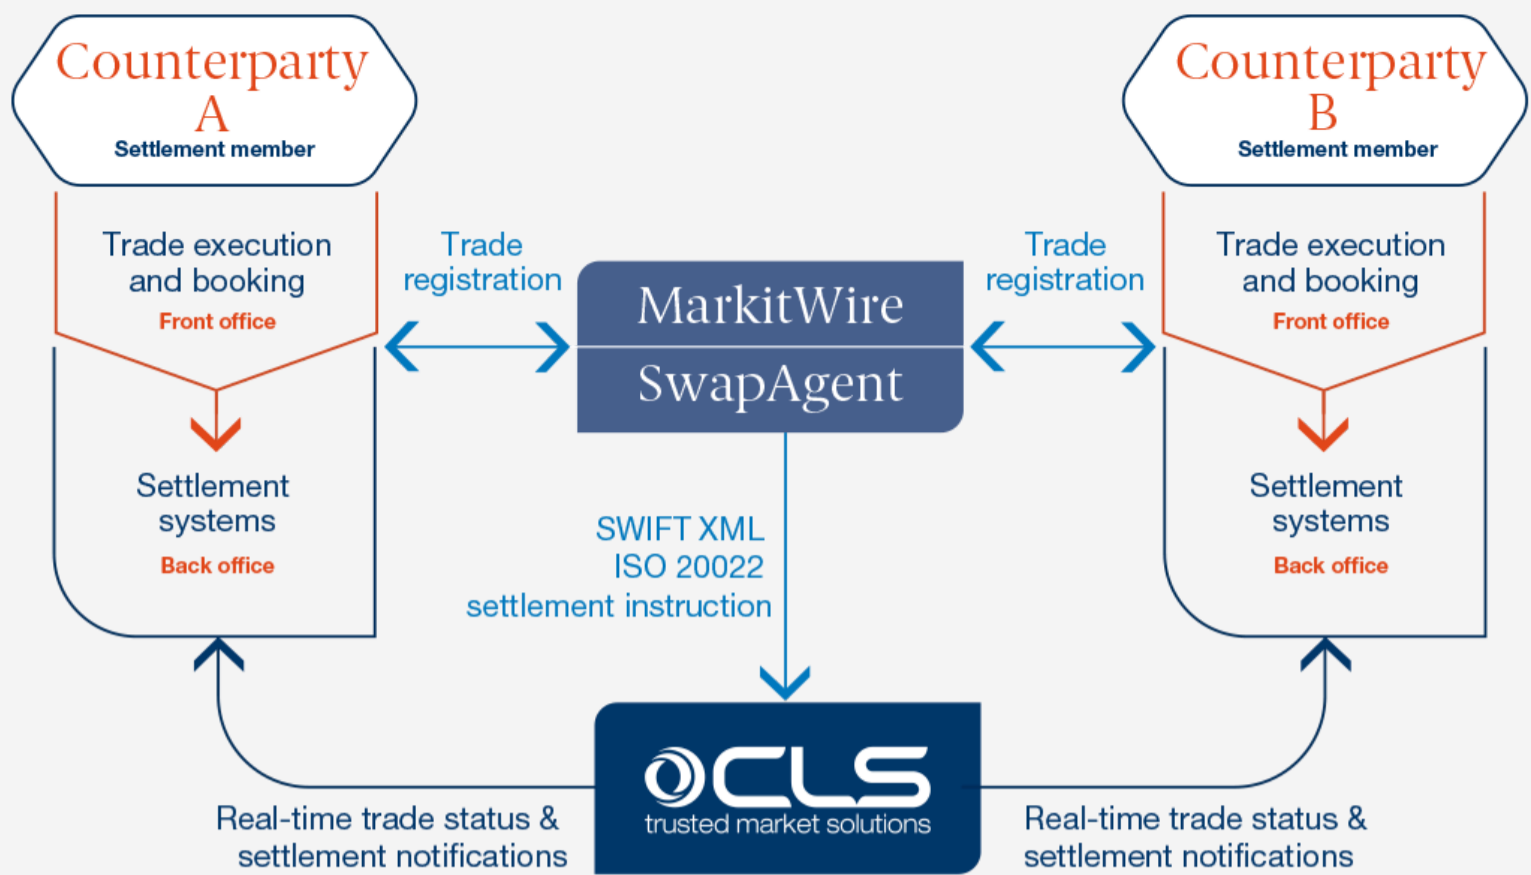 Counterparty
A
Settlement member
Trade execution
and booking
Front office
Settlement
systems
Back office
Trade
registration
MarkitWire
SwapAgent
Trade
registration
Counterparty
B
Settlement member
Trade execution
and booking
Front office
Settlement
systems
Back office
SWIFT XML
ISO 20022
settlement instruction
CLS
trusted market solutions
Real-time trade status &
settlement notifications
Real-time trade status &
settlement notifications